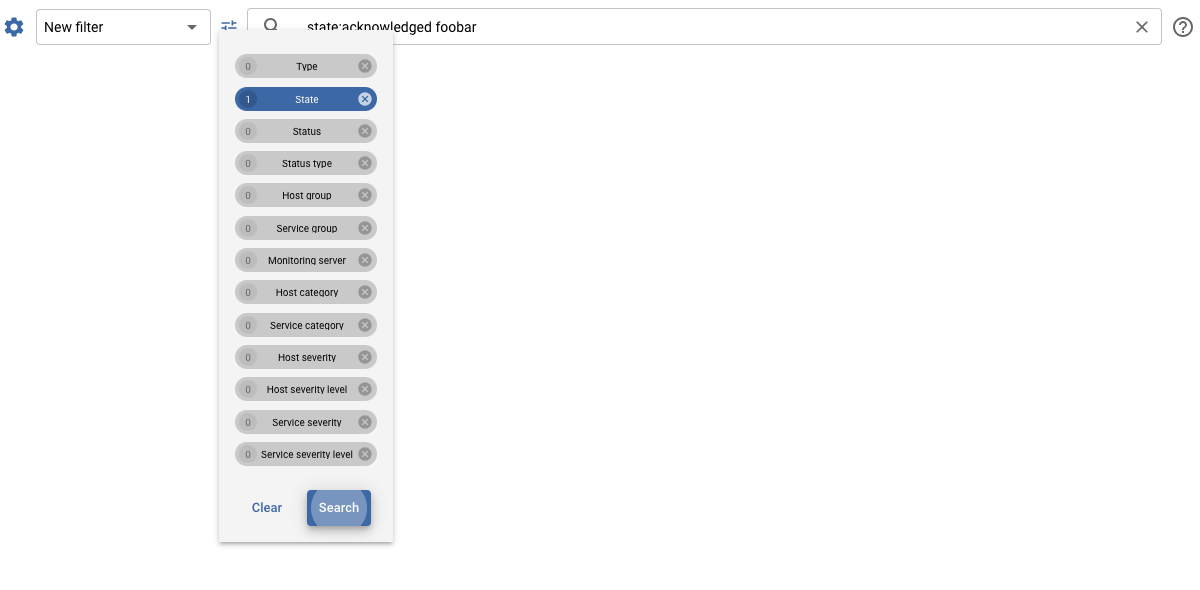 New filter
state:acknowledged foobar
0 Type
1 State
0 Status
0 Status type
0 Host group
0 Service group
0 Monitoring server
0 Host category
0 Service category
0 Host severity
0 Host severity level
0 Service severity
0 Service severity level
Clear Search